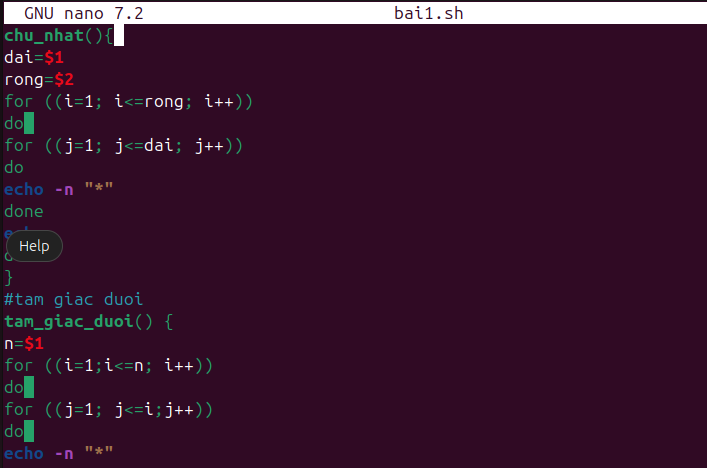 GNU nano 7.2 bai1.sh
chu_nhat(){
dai=$1
rong=$2
for ((i=1; i<=rong; i++))
do
for ((j=1; j<=dai; j++))
do
echo -n "*"
done
Help
}
#tam giac duoi
tam_giac_duoi() {
n=$1
for ((i=1;i<=n; i++))
do
for ((j=1; j<=i;j++))
do
echo -n "*"